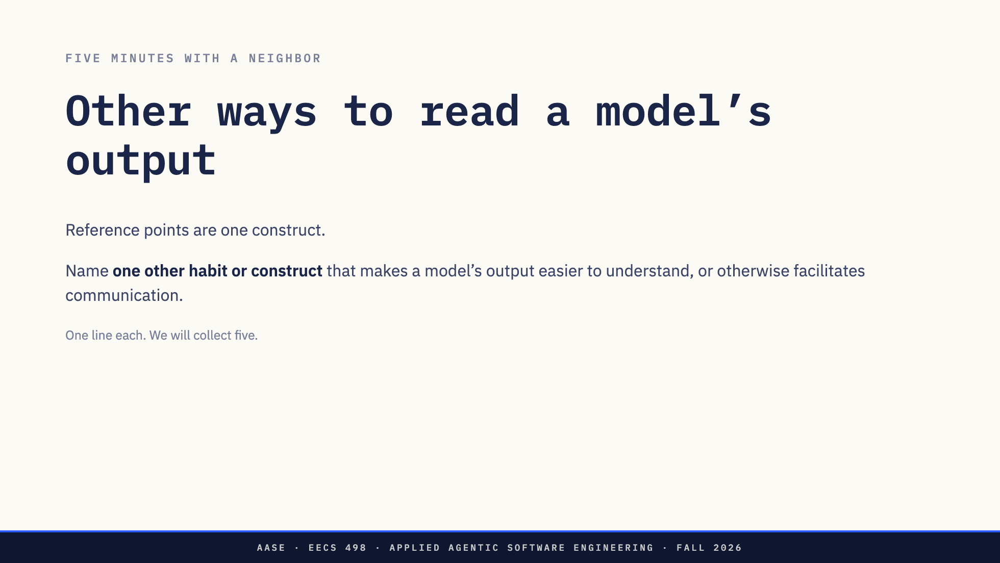 FIVE MINUTES WITH A NEIGHBOR
Other ways to read a model’s
output
Reference points are one construct.
Name one other habit or construct that makes a model’s output easier to understand, or otherwise facilitates
communication.
One line each. We will collect five.
AASE · EECS 498 · APPLIED AGENTIC SOFTWARE ENGINEERING · FALL 2026